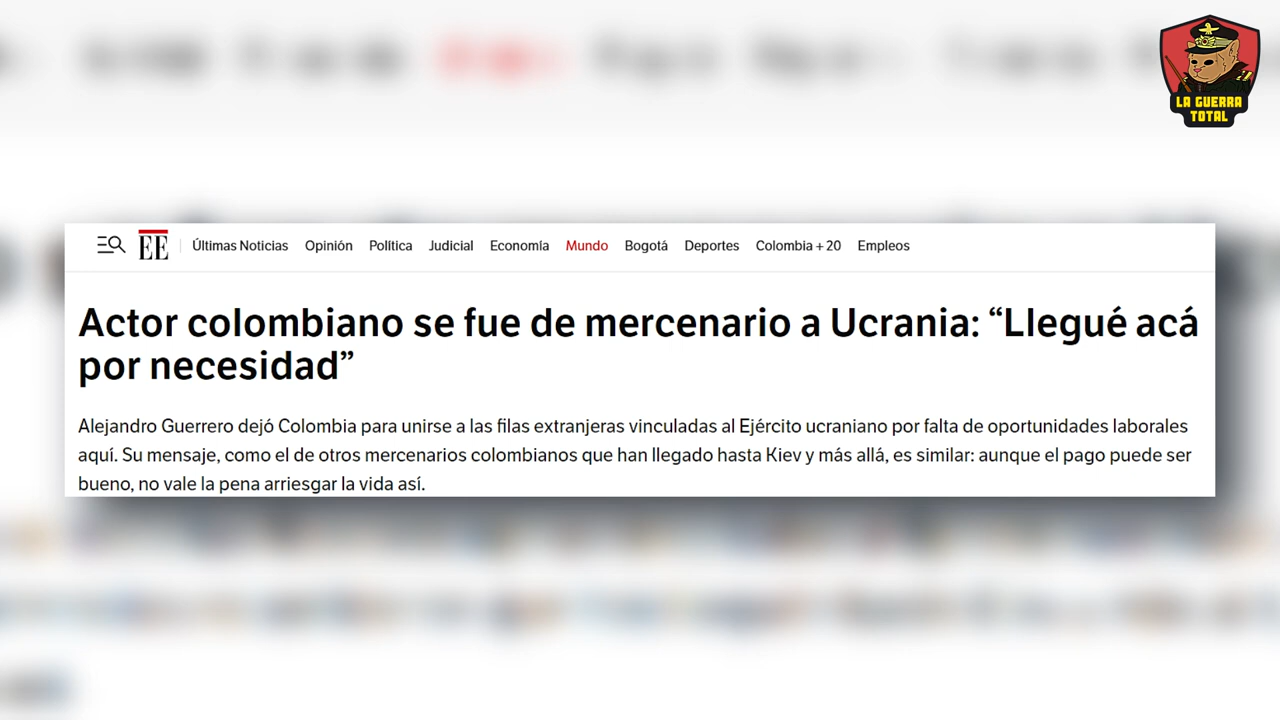 LA GUERRA
TOTAL
EE Últimas Noticias Opinión Política Judicial Economía Mundo Bogotá Deportes Colombia + 20 Empleos
Actor colombiano se fue de mercenario a Ucrania: “Llegué acá
por necesidad”
Alejandro Guerrero dejó Colombia para unirse a las filas extranjeras vinculadas al Ejército ucraniano por falta de oportunidades laborales
aquí. Su mensaje, como el de otros mercenarios colombianos que han llegado hasta Kiev y más allá, es similar: aunque el pago puede ser
bueno, no vale la pena arriesgar la vida así.